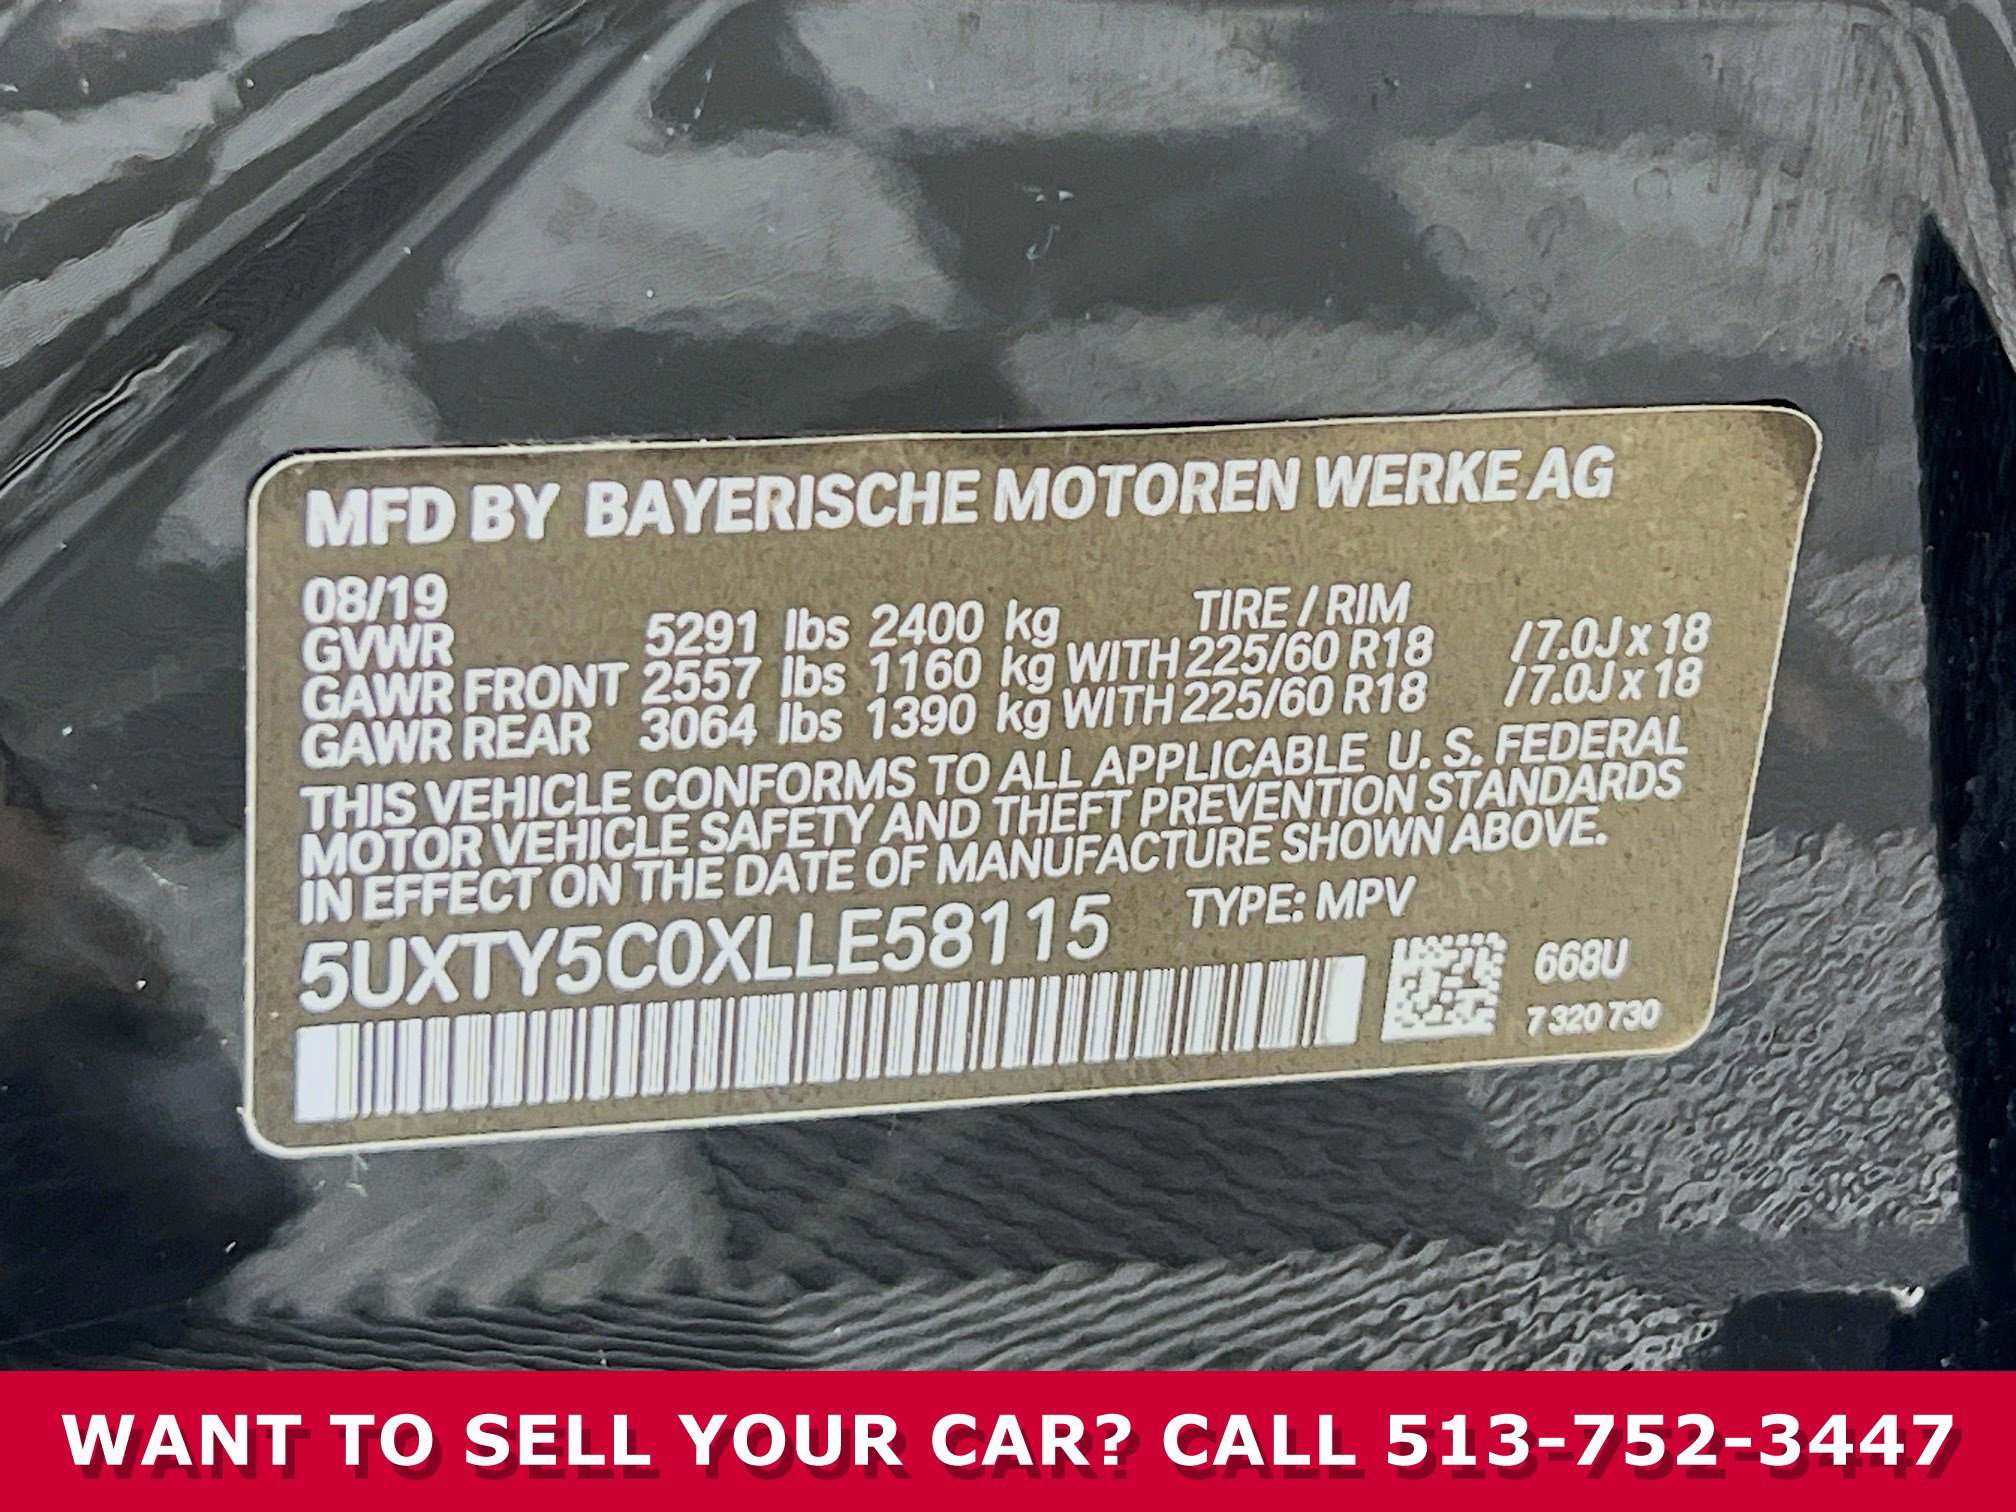 MFD BY BAYERISCHE MOTOREN WERKE AG
08/19
TIRE / RIM
GVWR 5291 lbs 2400 kg
GAWR FRONT 2557 lbs 1160 kg WITH 225/60 R18 /7.0J x 18
GAWR REAR 3064 lbs 1390 kg WITH 225/60 R18 /7.0J x 18
THIS VEHICLE CONFORMS TO ALL APPLICABLE U. S. FEDERAL
MOTOR VEHICLE SAFETY AND THEFT PREVENTION STANDARDS
IN EFFECT ON THE DATE OF MANUFACTURE SHOWN ABOVE.
5UXTY5C0XLLE58115 TYPE: MPV
668U
7 320 730
WANT TO SELL YOUR CAR? CALL 513-752-3447